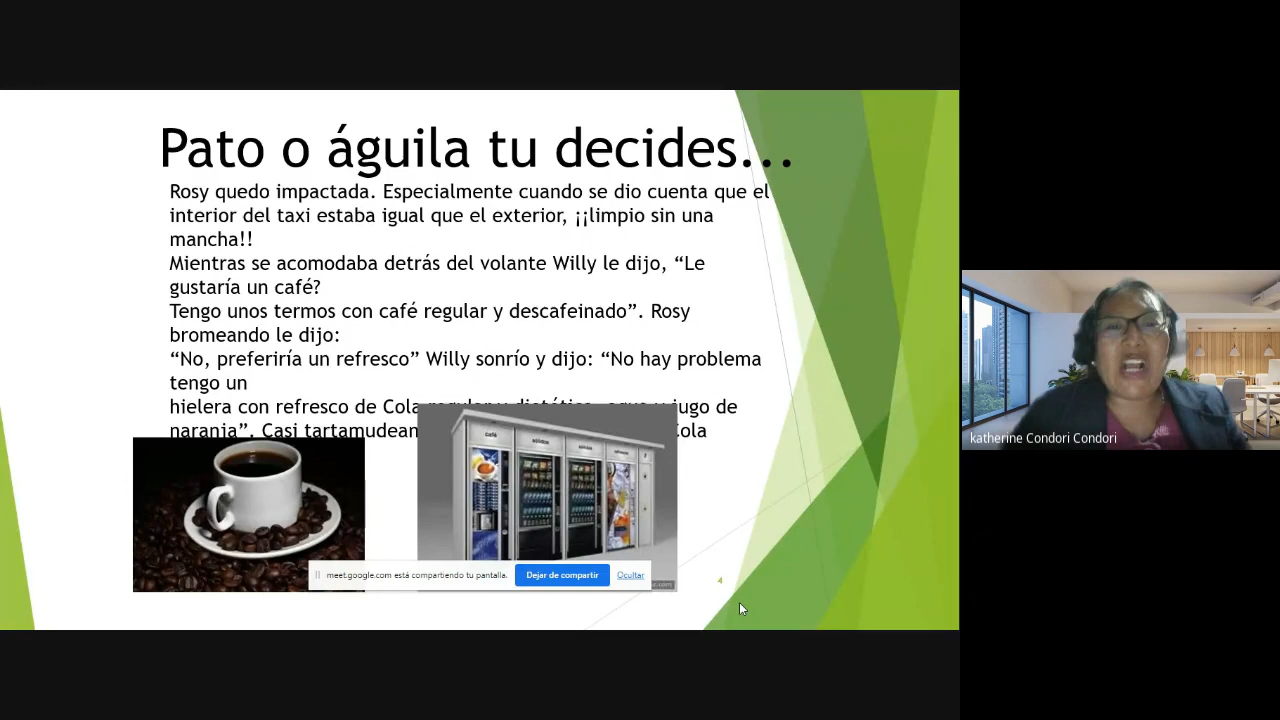 Pato o águila tu decides...
Rosy quedo impactada. Especialmente cuando se dio cuenta que el
interior del taxi estaba igual que el exterior, ¡¡limpio sin una
mancha!!
Mientras se acomodaba detrás del volante Willy le dijo, “Le
gustaría un café?
Tengo unos termos con café regular y descafeinado”. Rosy
bromeando le dijo:
“No, preferiría un refresco” Willy sonrío y dijo: “No hay problema
tengo un
hielera con refresco de Cola jugo de
naranja”. Casi Cola
café
meet.google.com está compartiendo tu pantalla.
Dejar de compartir
Ocultar
4
katherine Condori Condori